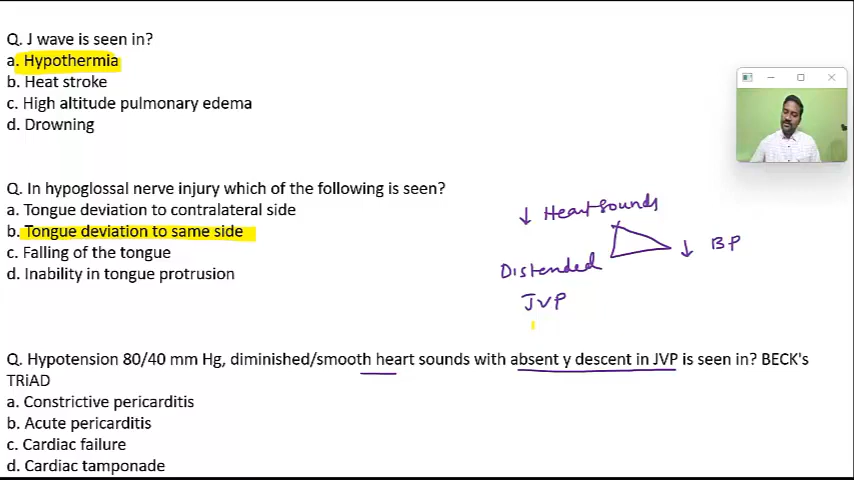 Q. J wave is seen in?
a. Hypothermia
b. Heat stroke
c. High altitude pulmonary edema
d. Drowning
Q. In hypoglossal nerve injury which of the following is seen?
a. Tongue deviation to contralateral side
b. Tongue deviation to same side
c. Falling of the tongue
d. Inability in tongue protrusion
↓ Heart sounds
↓ BP
Distended
JVP
Q. Hypotension 80/40 mm Hg, diminished/smooth heart sounds with absent y descent in JVP is seen in? BECK's
TRiAD
a. Constrictive pericarditis
b. Acute pericarditis
c. Cardiac failure
d. Cardiac tamponade